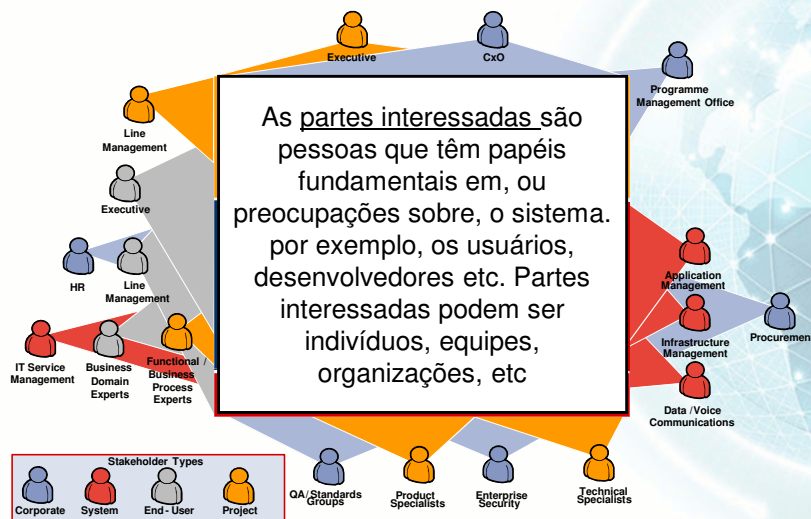 Executive
CxO
Programme
Management Office
Line
Management
As partes interessadas são
pessoas que têm papéis
fundamentais em, ou
preocupações sobre, o sistema.
por exemplo, os usuários,
desenvolvedores etc. Partes
interessadas podem ser
indivíduos, equipes,
organizações, etc
Executive
HR
Line
Management
Application
Management
IT Service
Management
Business
Domain
Experts
Functional /
Business
Process
Experts
Infrastructure
Management
Procuremen
Data /Voice
Communications
Stakeholder Types
Corporate
System
End - User
Project
QA/Standards
Groups
Product
Specialists
Enterprise
Security
Technical
Specialists